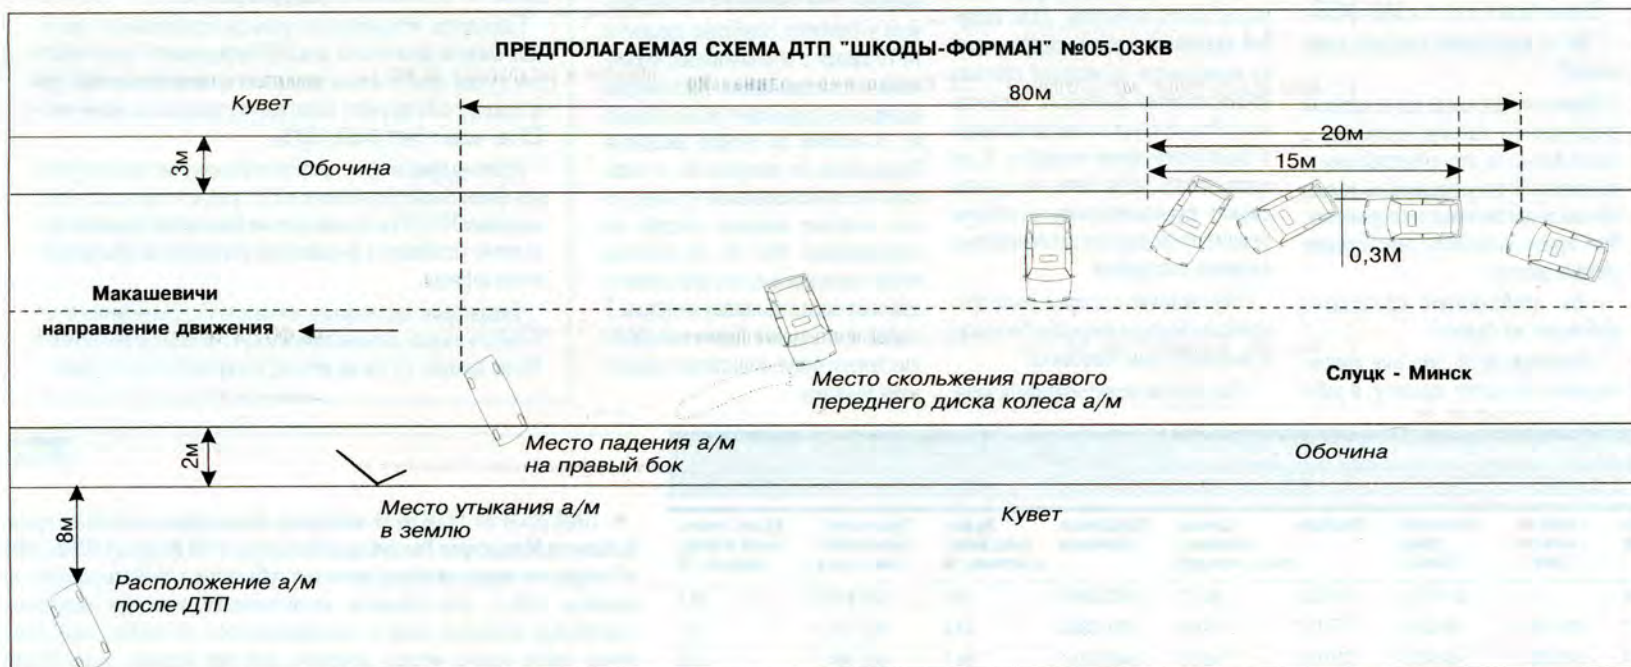 ПРЕДПОЛАГАЕМАЯ СХЕМА ДТП "ШКОДЫ-ФОРМАН" №05-03КВ
Кувет
80м
20м
15м
3м
Обочина
0,3М
Макашевичи
направление движения
Слуцк - Минск
Место скольжения правого
переднего диска колеса а/м
Место падения а/м
на правый бок
2м
Обочина
Место утыкания а/м
в землю
Кувет
8м
Расположение а/м
после ДТП